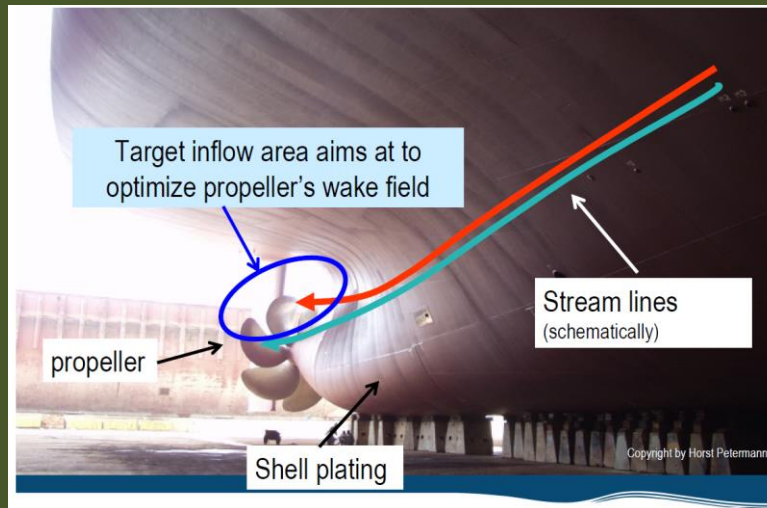 Target inflow area aims at to
optimize propeller's wake field
Stream lines
(schematically)
propeller
Shell plating
Copyright by Horst Petermann